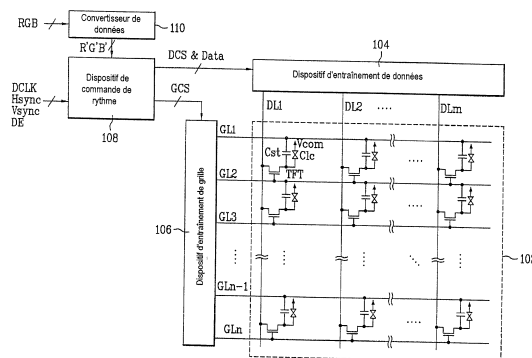 RGB
Convertisseur de
données
110
R'G'B'
DCS & Data
104
Dispositif d'entraînement de données
DCLK
Hsync
Vsync
DE
Dispositif de
commande de
rythme
108
GCS
DL1 DL2 .... DLm
GL1
Vcom
Cst
Clc
TFT
GL2
GL3
106
Dispositif d'entraînement de grille
GLn-1
GLn